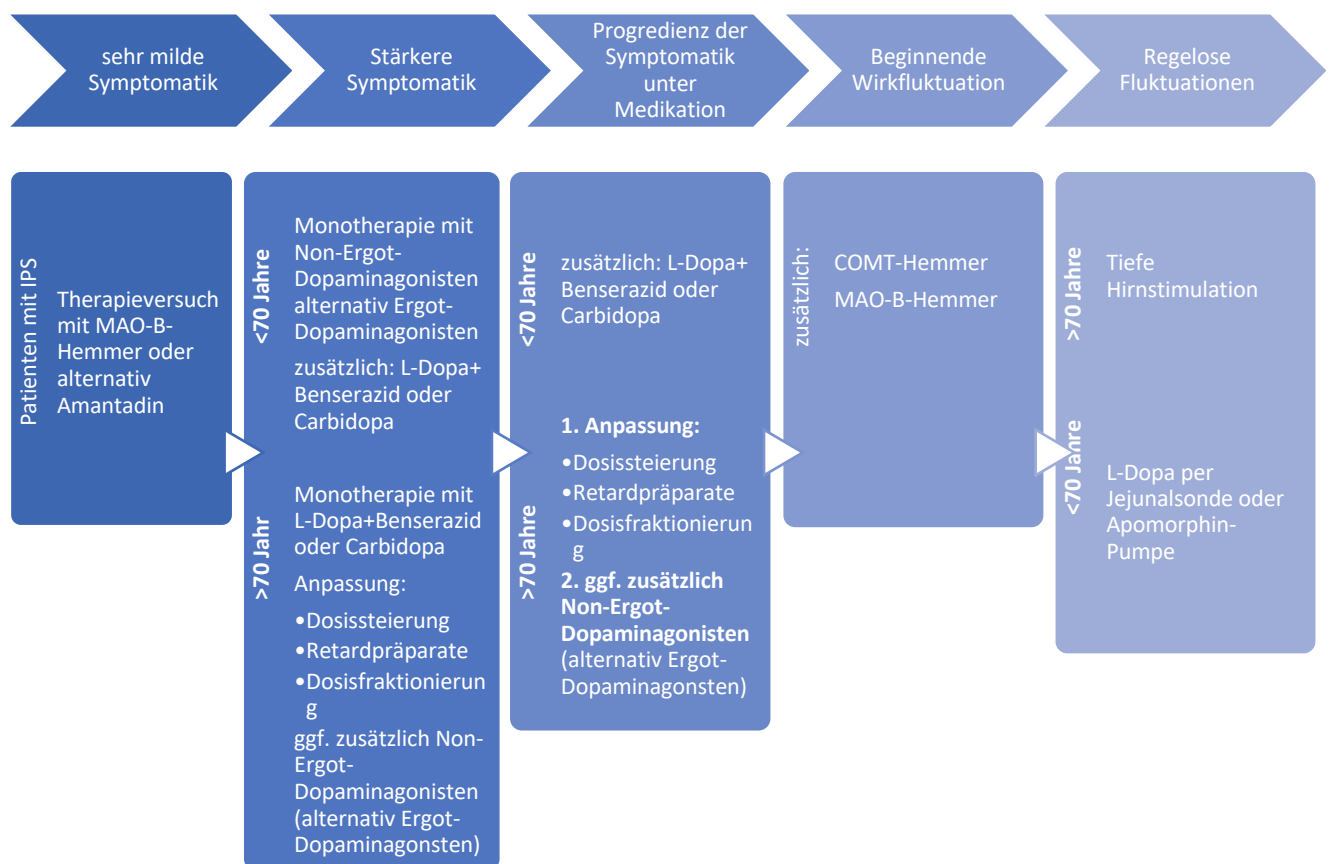 sehr milde
Symptomatik
Stärkere
Symptomatik
Progredienz der
Symptomatik
unter
Medikation
Beginnende
Wirkfluktuation
Regelose
Fluktuationen
Patienten mit IPS
Therapieversuch
mit MAO-B-
Hemmer oder
alternativ
Amantadin
<70 Jahre
Monotherapie mit
Non-Ergot-
Dopaminagonisten
alternativ Ergot-
Dopaminagonisten
zusätzlich: L-Dopa+
Benserazid oder
Carbidopa
>70 Jahr
Monotherapie mit
L-Dopa+Benserazid
oder Carbidopa
Anpassung:
•Dosissteierung
•Retardpräparate
•Dosisfraktionierun
g
ggf. zusätzlich Non-
Ergot-
Dopaminagonisten
(alternativ Ergot-
Dopaminagonsten)
<70 Jahre
zusätzlich: L-Dopa+
Benserazid oder
Carbidopa
>70 Jahre
1. Anpassung:
•Dosissteierung
•Retardpräparate
•Dosisfraktionierun
g
2. ggf. zusätzlich
Non-Ergot-
Dopaminagonisten
(alternativ Ergot-
Dopaminagonsten)
zusätzlich:
COMT-Hemmer
MAO-B-Hemmer
>70 Jahre
Tiefe
Hirnstimulation
<70 Jahre
L-Dopa per
Jejunalsonde oder
Apomorphin-
Pumpe